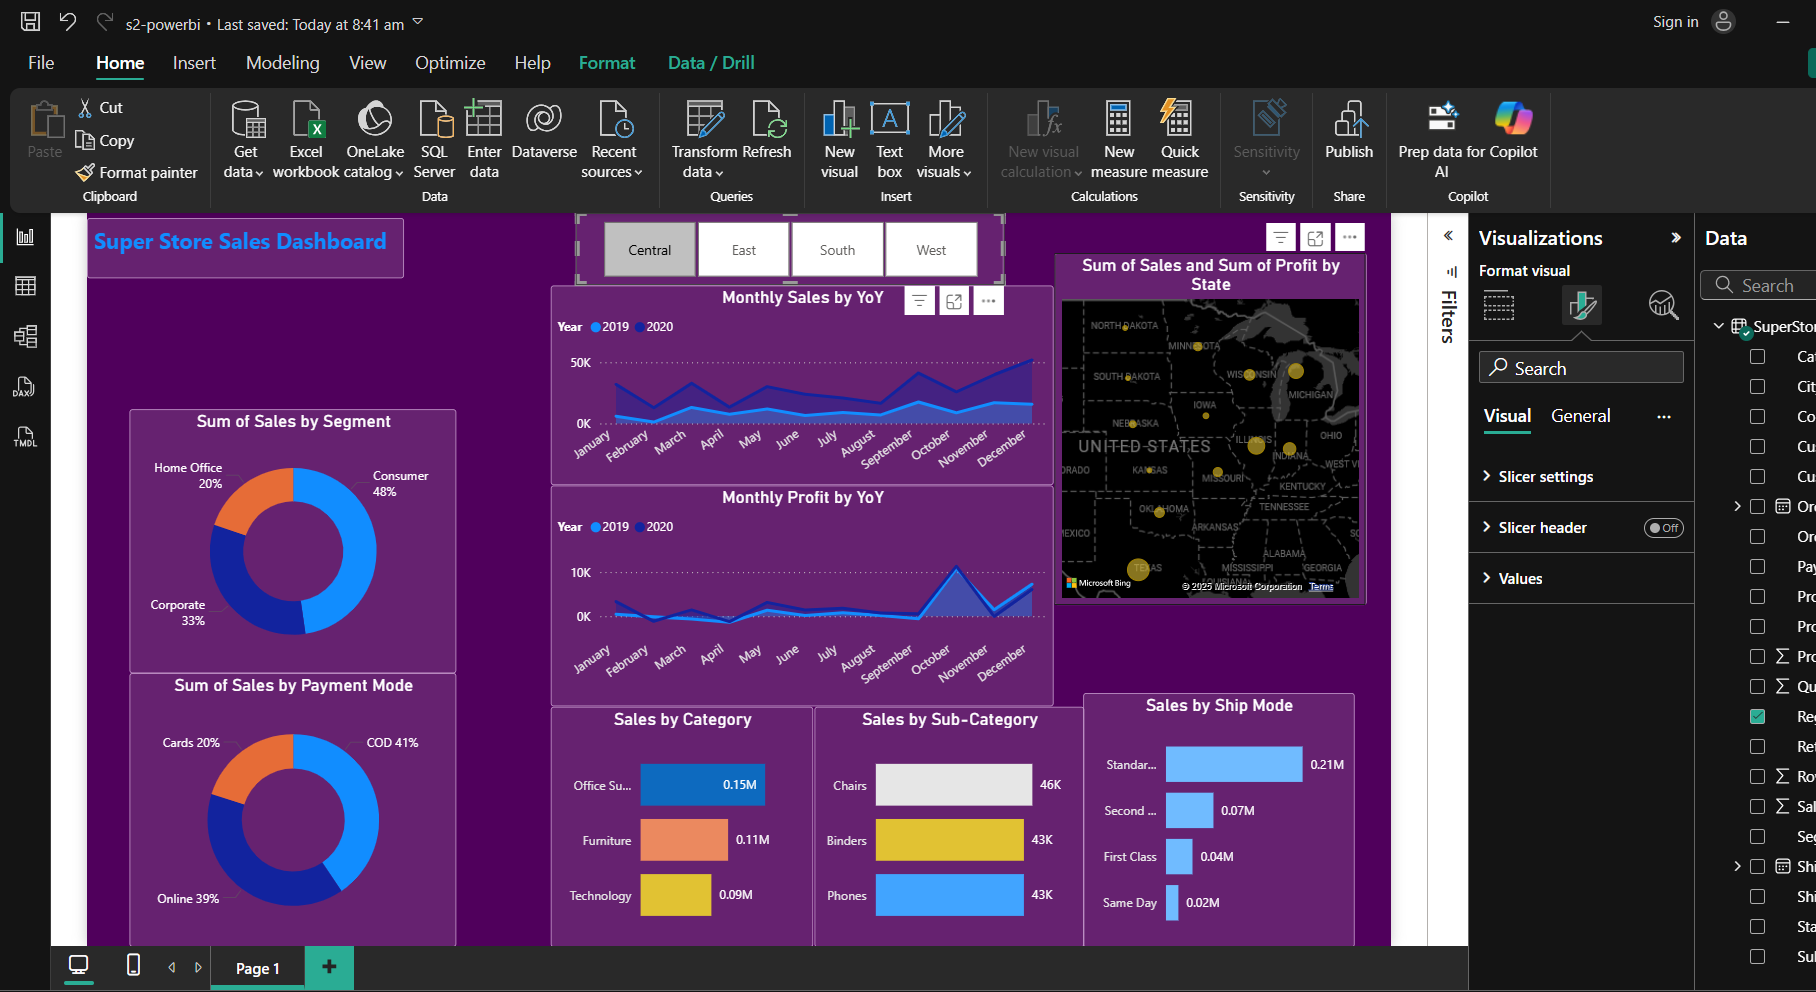 s2-powerbi • Last saved: Today at 8:41 am
Sign in
File
Home
Insert
Modeling
View
Optimize
Help
Format
Data / Drill
Paste
Cut
Copy
Format painter
Clipboard
Get data
Excel workbook
OneLake catalog
SQL Server
Enter data
Dataverse
Recent sources
Data
Transform data
Refresh
Queries
New visual
Text box
More visuals
Insert
New visual calculation
New measure
Quick measure
Calculations
Sensitivity
Sensitivity
Publish
Share
Prep data for AI
Copilot
Copilot
DAX
TMDL
Super Store Sales Dashboard
Central
East
South
West
Sum of Sales by Segment
Home Office
20%
Consumer
48%
Corporate
33%
Sum of Sales by Payment Mode
Cards 20%
COD 41%
Online 39%
Monthly Sales by YoY
Year 2019 2020
50K
0K
January
February
March
April
May
June
July
August
September
October
November
December
Monthly Profit by YoY
Year 2019 2020
10K
0K
January
February
March
April
May
June
July
August
September
October
November
December
Sum of Sales and Sum of Profit by
State
NORTH DAKOTA
MINNESOTA
SOUTH DAKOTA
WISCONSIN
MICHIGAN
IOWA
NEBRASKA
ILLINOIS
OHIO
UNITED STATES
INDIANA
ORADO
KANSAS
MISSOURI
WEST V
KENTUCKY
OKLAHOMA
TENNESSEE
EXICO
ARKANSAS
SC
ALABAMA
TEXAS
MISSISSIPPI
GEORGIA
LOUISIANA
Microsoft Bing
© 2025 Microsoft Corporation Terms
Sales by Category
Office Su... 0.15M
Furniture 0.11M
Technology 0.09M
Sales by Sub-Category
Chairs 46K
Binders 43K
Phones 43K
Sales by Ship Mode
Standar... 0.21M
Second ... 0.07M
First Class 0.04M
Same Day 0.02M
Page 1
Filters
Visualizations
Format visual
Search
Visual
General
Slicer settings
Slicer header
Off
Values
Data
Search
SuperSto
Ca
City
Co
Cus
Cus
Or
Or
Pay
Pro
Pro
Pro
Qu
Re
Ret
Ro
Sal
Seg
Shi
Shi
Sta
Sul